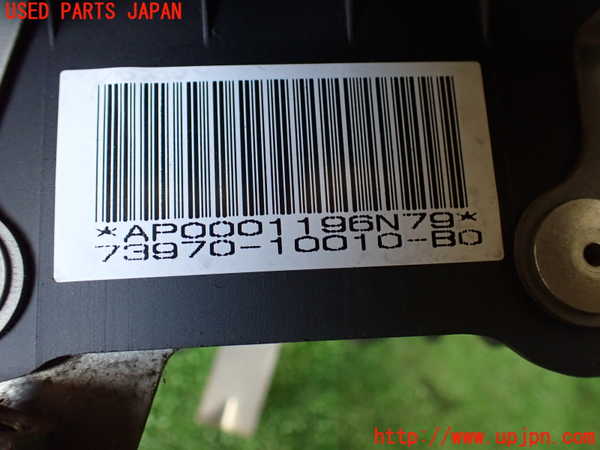 USED PARTS JAPAN
*AP0001196N79*
73970-10010-B0
http://www.upjpn.com/